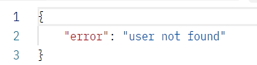 1 {
2     "error": "user not found"
3 }